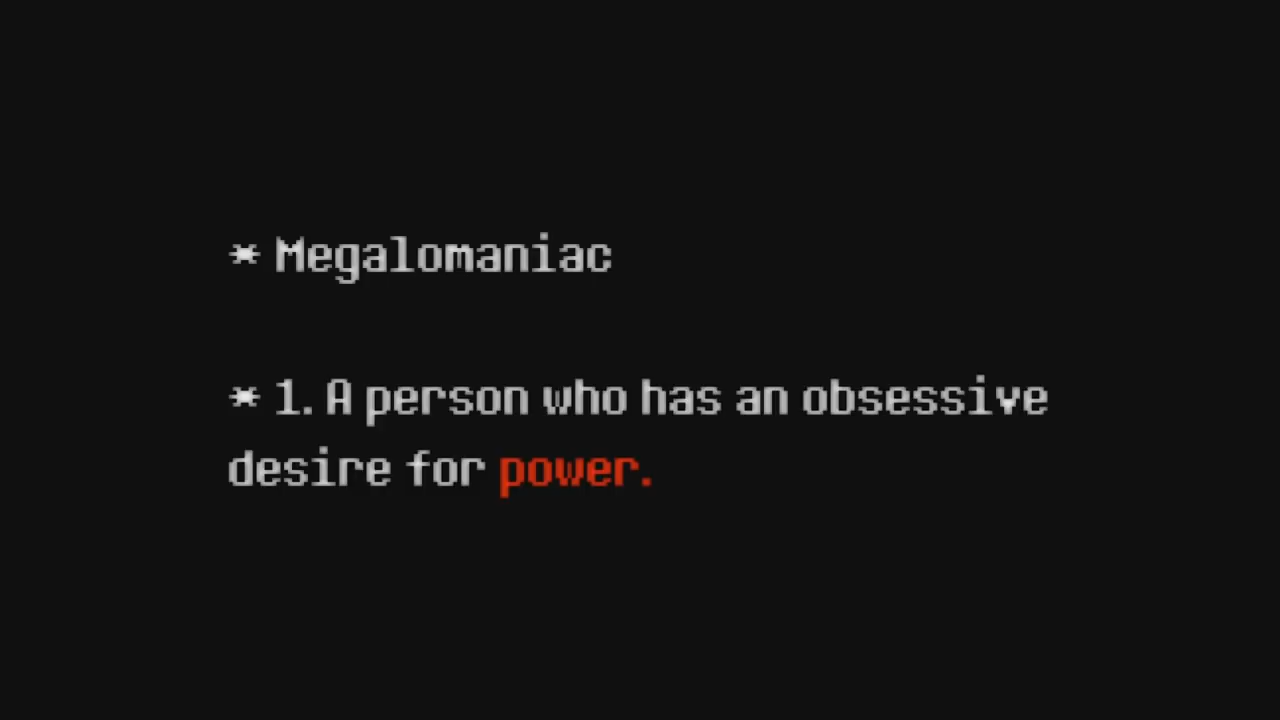 * Megalomaniac
* 1. A person who has an obsessive
desire for power.